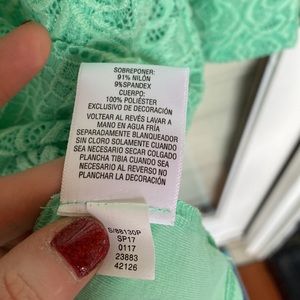 SOBREPONER:
91% NILÓN
9%SPANDEX
CUERPO:
100% POLIÉSTER
EXCLUSIVO DE DECORACIÓN
VOLTEAR AL REVÉS LAVAR A
MANO EN AGUA FRÍA
SEPARADAMENTE BLANQUEADOR
SIN CLORO SOLAMENTE CUANDO
SEA NECESARIO SECAR COLGADO
PLANCHA TIBIA CUANDO SEA
NECESARIO AL REVERSO NO
PLANCHAR LA DECORACIÓN
S/88130P
SP17
0117
23883
42126